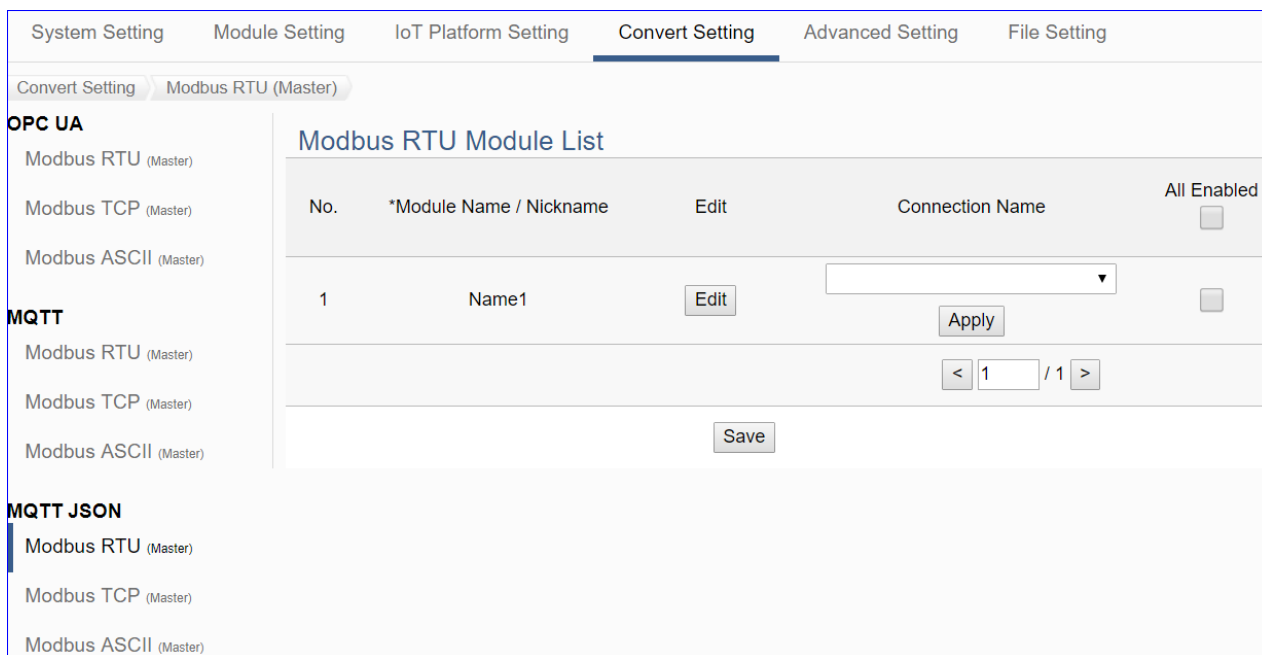 System Setting Module Setting IoT Platform Setting Convert Setting Advanced Setting File Setting
Convert Setting Modbus RTU (Master)
OPC UA
Modbus RTU (Master)
Modbus TCP (Master)
Modbus ASCII (Master)
MQTT
Modbus RTU (Master)
Modbus TCP (Master)
Modbus ASCII (Master)
MQTT JSON
Modbus RTU (Master)
Modbus TCP (Master)
Modbus ASCII (Master)
Modbus RTU Module List
No. *Module Name / Nickname Edit Connection Name All Enabled
1 Name1 Edit
Apply
< 1 / 1 >
Save